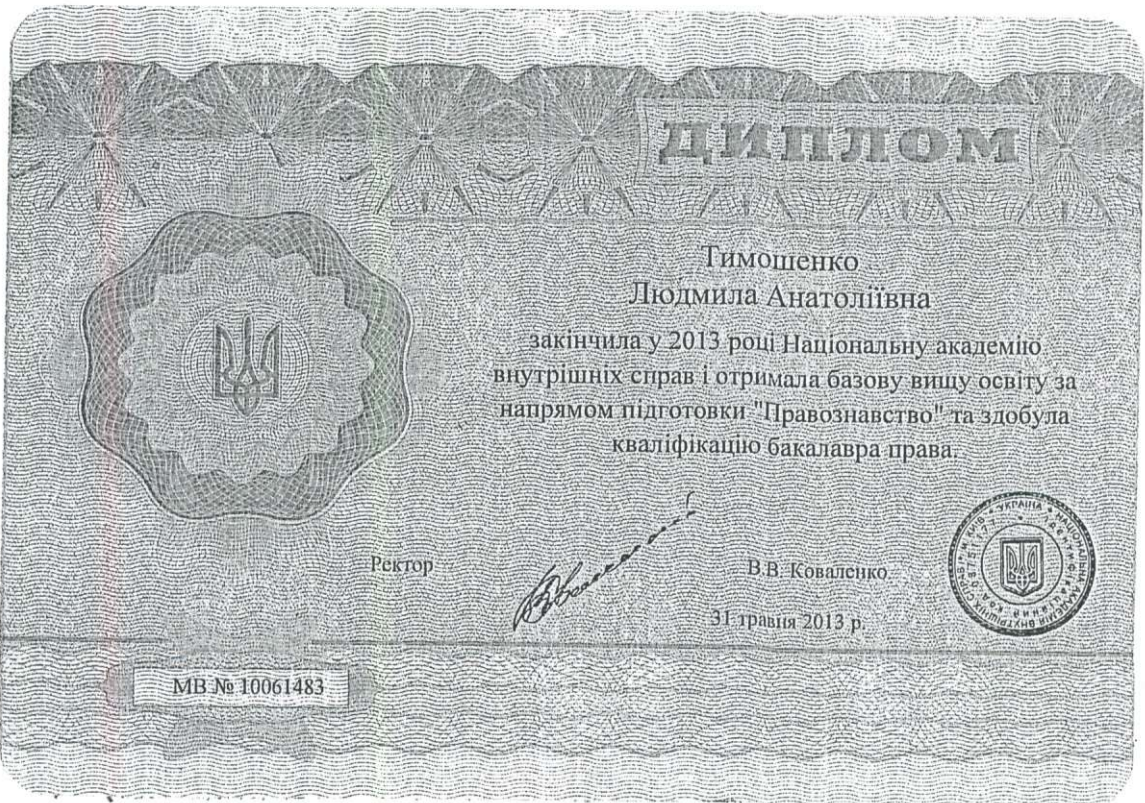 ДИПЛОМ
Тимошенко
Людмила Анатоліївна
закінчила у 2013 році Національну академію
внутрішніх справ і отримала базову вищу освіту за
напрямом підготовки "Правознавство" та здобула
кваліфікацію бакалавра права.
Ректор
В.В. Коваленко
31 травня 2013 р.
УКРАЇНА
МВ № 10061483